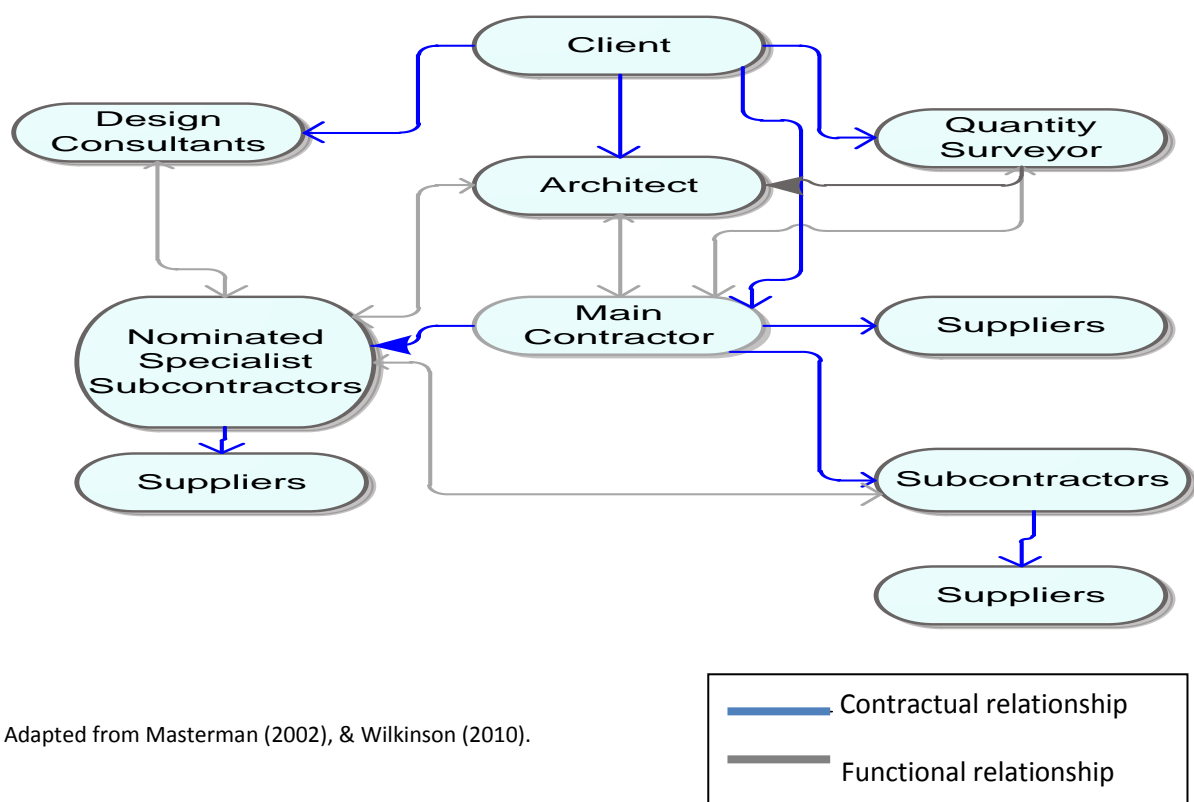 Client
Design
Consultants
Quantity
Surveyor
Architect
Nominated
Specialist
Subcontractors
Main
Contractor
Suppliers
Suppliers
Subcontractors
Suppliers
Adapted from Masterman (2002), & Wilkinson (2010).
Contractual relationship
Functional relationship